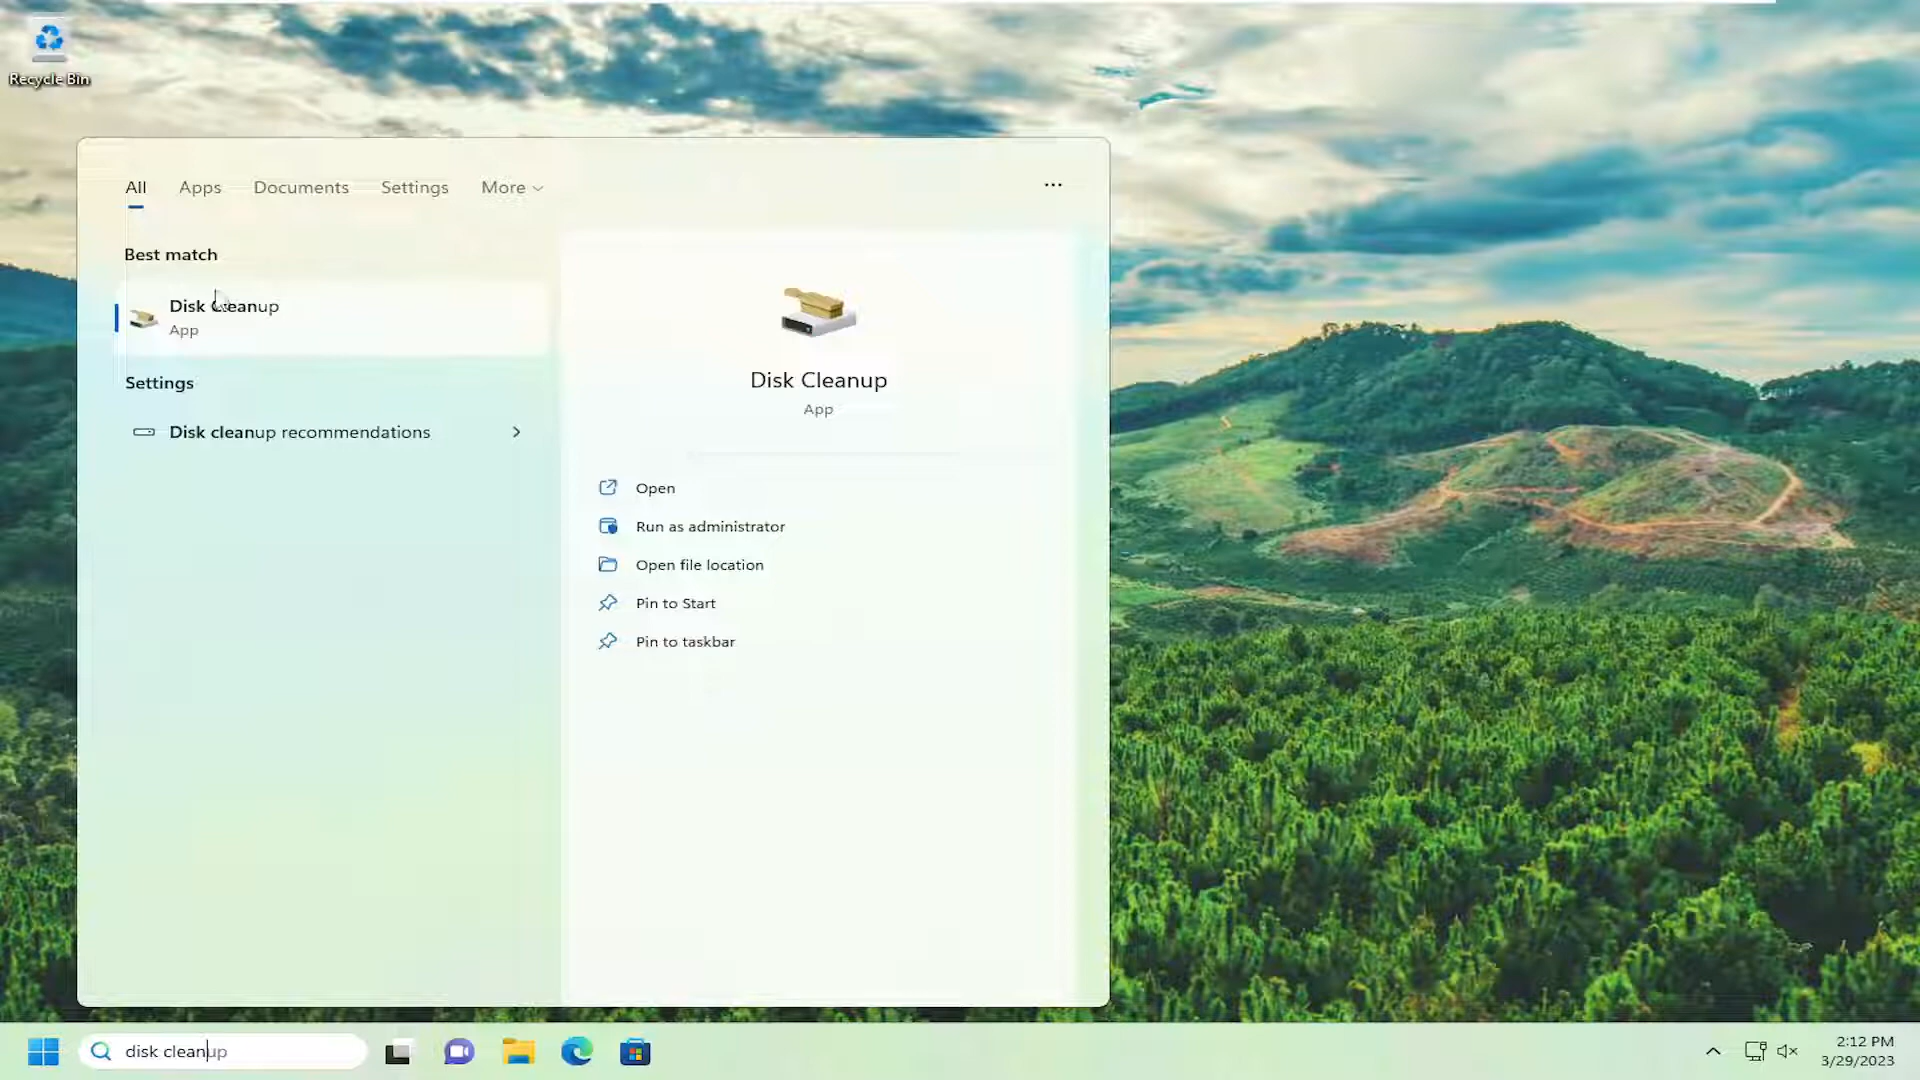 Recycle Bin
All Apps Documents Settings More
Best match
Disk Cleanup
App
Settings
Disk cleanup recommendations
Disk Cleanup
App
Open
Run as administrator
Open file location
Pin to Start
Pin to taskbar
disk cleanup
2:12 PM
3/29/2023